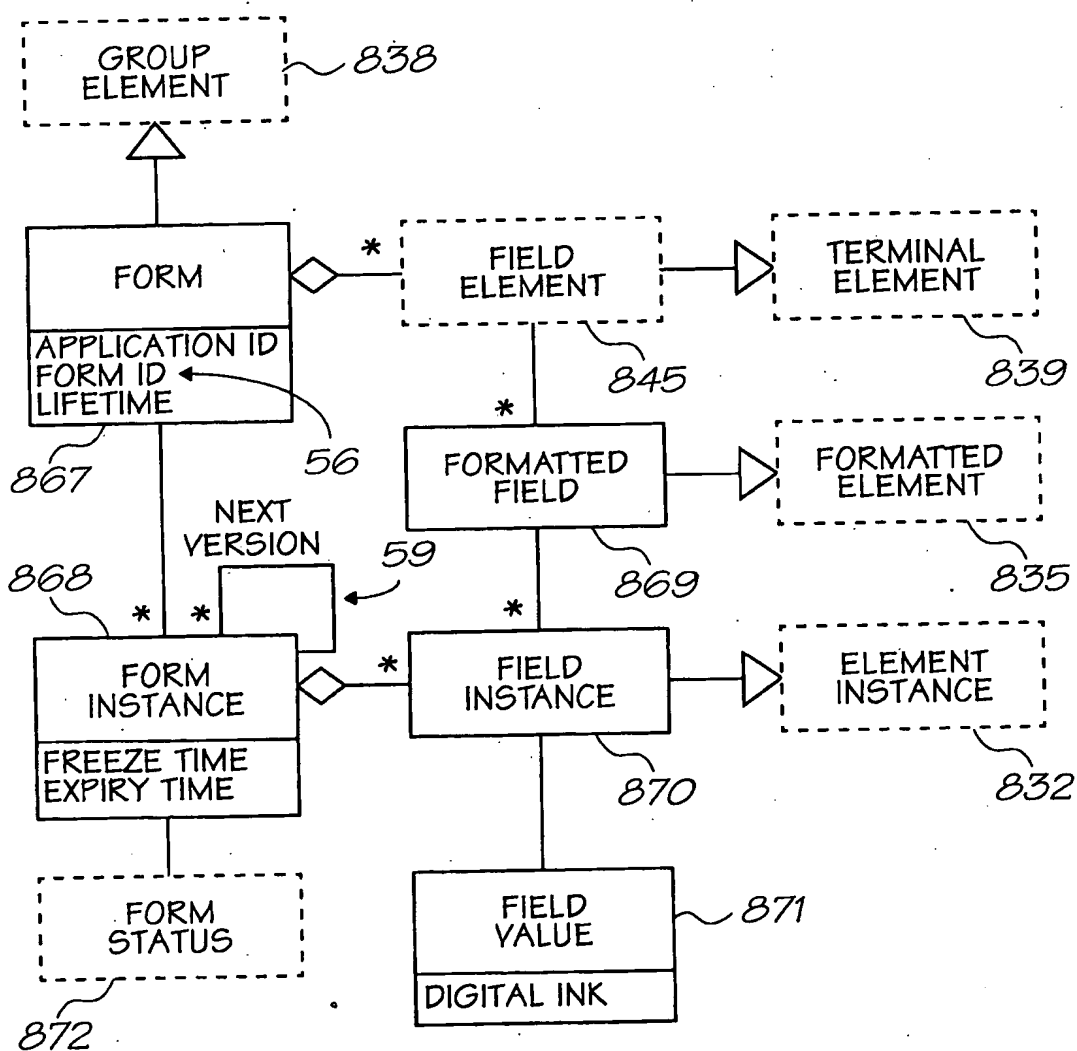 GROUP
ELEMENT
838
FORM
*
FIELD
ELEMENT
TERMINAL
ELEMENT
APPLICATION ID
FORM ID
LIFETIME
845
839
867
56
*
FORMATTED
FIELD
FORMATTED
ELEMENT
NEXT
VERSION
59
869
835
868
*
*
*
FORM
INSTANCE
*
FIELD
INSTANCE
ELEMENT
INSTANCE
FREEZE TIME
EXPIRY TIME
870
832
FORM
STATUS
FIELD
VALUE
871
DIGITAL INK
872